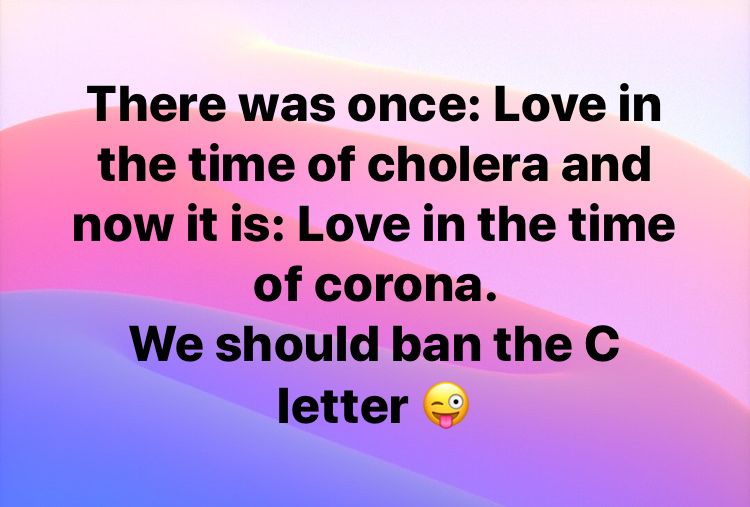 There was once: Love in
the time of cholera and
now it is: Love in the time
of corona.
We should ban the C
letter 😜